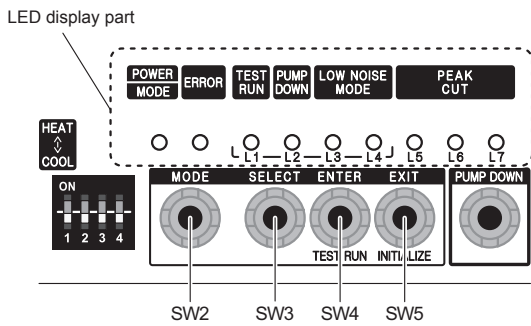 LED display part
POWER
MODE
ERROR
TEST
RUN
PUMP
DOWN
LOW NOISE
MODE
PEAK
CUT
HEAT
COOL
L1 L2 L3 L4 L5 L6 L7
ON
1 2 3 4
MODE SELECT ENTER EXIT PUMP DOWN
TEST RUN INITIALIZE
SW2 SW3 SW4 SW5